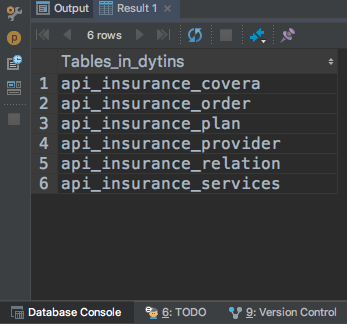 Output
Result 1
6 rows
Tables_in_dytins
1 api_insurance_covera
2 api_insurance_order
3 api_insurance_plan
4 api_insurance_provider
5 api_insurance_relation
6 api_insurance_services
Database Console
6: TODO
9: Version Control